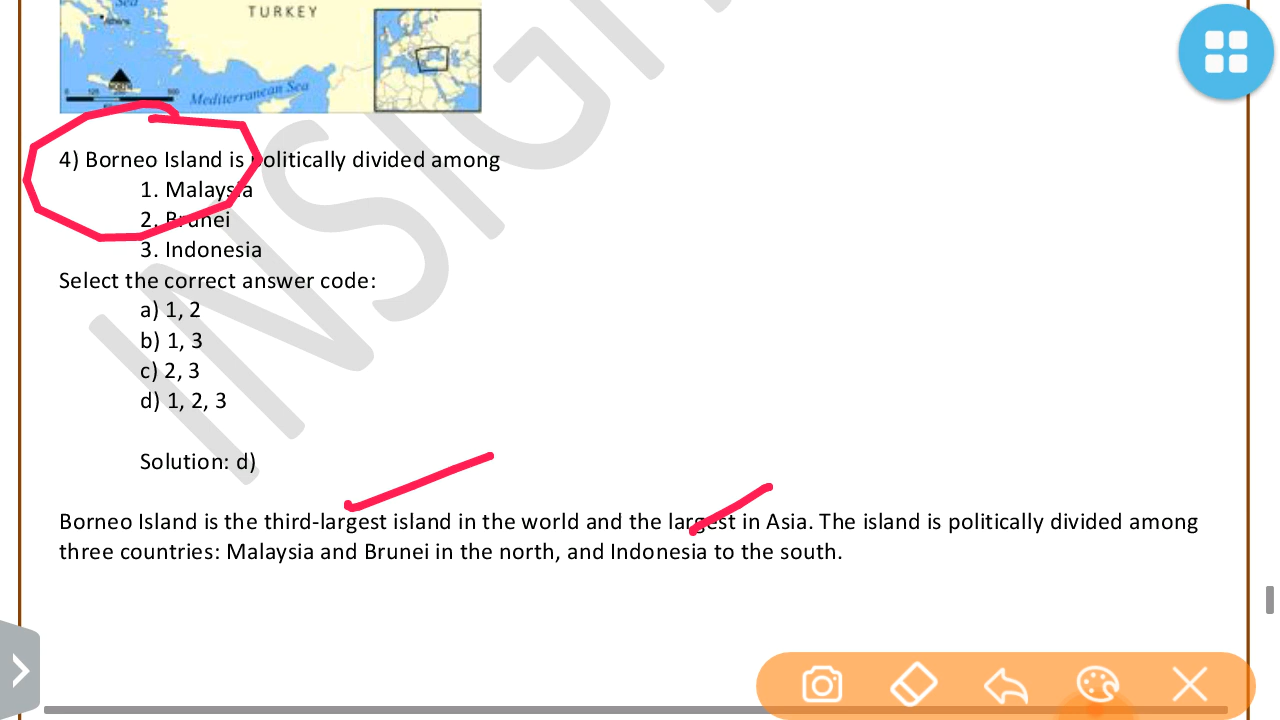 Sea
Athens
TURKEY
Mediterranean Sea
4) Borneo Island is politically divided among
1. Malaysia
2. Brunei
3. Indonesia
Select the correct answer code:
a) 1, 2
b) 1, 3
c) 2, 3
d) 1, 2, 3
Solution: d)
Borneo Island is the third-largest island in the world and the largest in Asia. The island is politically divided among
three countries: Malaysia and Brunei in the north, and Indonesia to the south.
INSIG